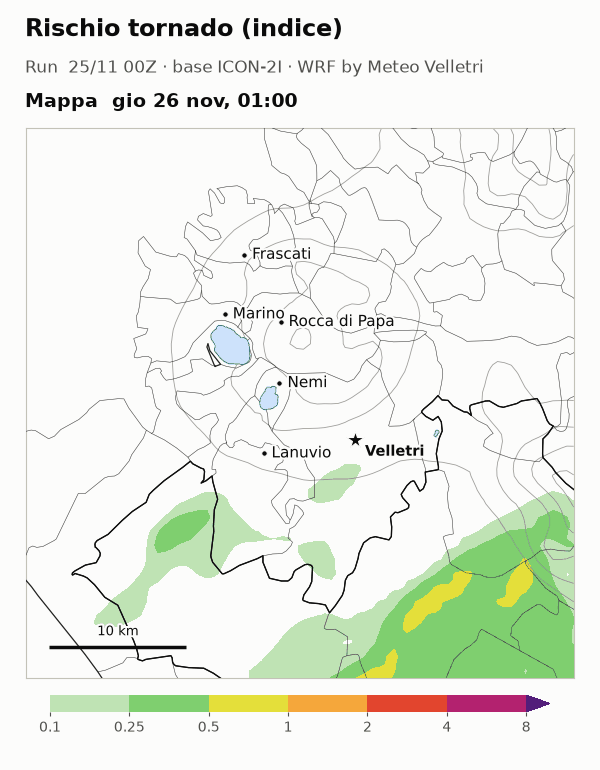 Rischio tornado (indice)
Run  25/11 00Z · base ICON-2I · WRF by Meteo Velletri
Mappa  gio 26 nov, 01:00
Frascati
Marino
Rocca di Papa
Nemi
Velletri
Lanuvio
10 km
0.1 0.25 0.5 1 2 4 8